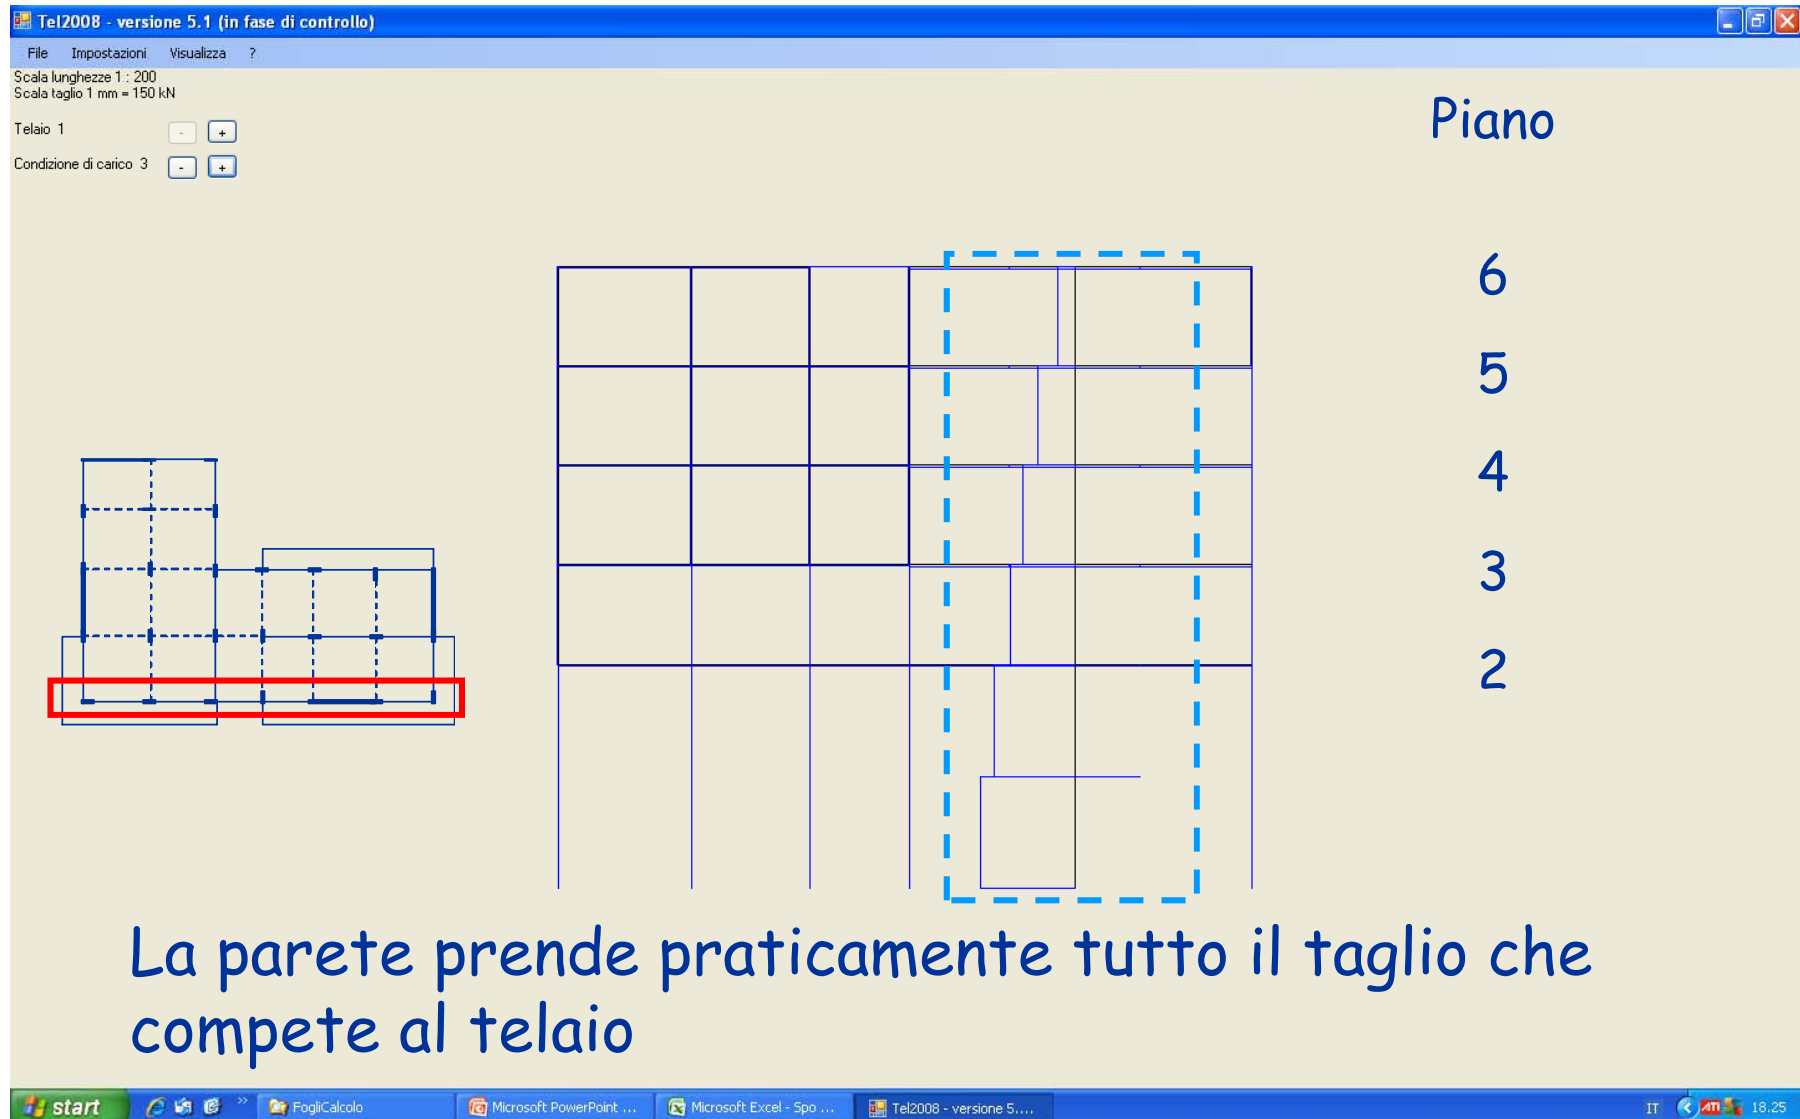 Tel2008 - versione 5.1 (in fase di controllo)
File Impostazioni Visualizza ?
Scala lunghezze 1 : 200
Scala taglio 1 mm = 150 kN
Telaio 1 - +
Condizione di carico 3 - +
Piano
6
5
4
3
2
La parete prende praticamente tutto il taglio che
compete al telaio
start » FogliCalcolo Microsoft PowerPoint ... Microsoft Excel - Spo ... Tel2008 - versione 5.... IT ATI 18.25